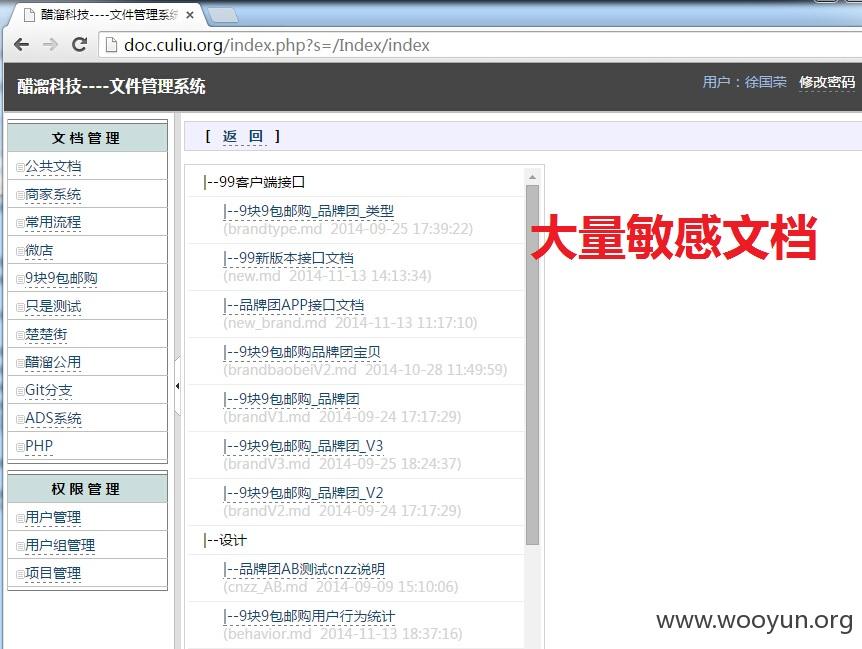 醋溜科技----文件管理系统
doc.culiu.org/index.php?s=/Index/index
醋溜科技----文件管理系统
用户：徐国荣 修改密码
文档管理
公共文档
商家系统
常用流程
微店
9块9包邮购
只是测试
楚楚街
醋溜公用
Git分支
ADS系统
PHP
权限管理
用户管理
用户组管理
项目管理
[ 返 回 ]
|--99客户端接口
|--9块9包邮购_品牌团_类型
(brandtype.md 2014-09-25 17:39:22)
|--99新版本接口文档
(new.md 2014-11-13 14:13:34)
|--品牌团APP接口文档
(new_brand.md 2014-11-13 11:17:10)
|--9块9包邮购品牌团宝贝
(brandbaobeiV2.md 2014-10-28 11:49:59)
|--9块9包邮购_品牌团
(brandV1.md 2014-09-24 17:17:29)
|--9块9包邮购_品牌团_V3
(brandV3.md 2014-09-25 18:24:37)
|--9块9包邮购_品牌团_V2
(brandV2.md 2014-09-24 17:17:29)
|--设计
|--品牌团AB测试cnzz说明
(cnzz_AB.md 2014-09-09 15:10:06)
|--9块9包邮购用户行为统计
(behavior.md 2014-11-13 18:37:16)
大量敏感文档
www.wooyun.org